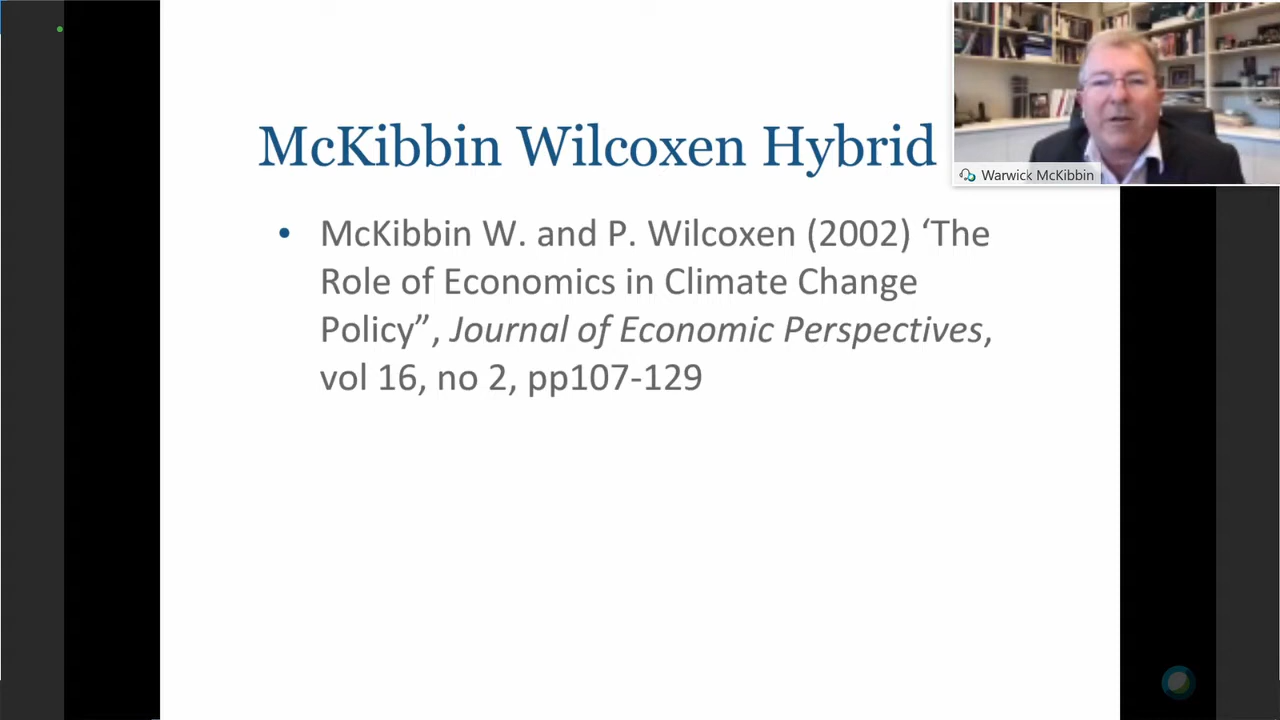 McKibbin Wilcoxen Hybrid
Warwick McKibbin
• McKibbin W. and P. Wilcoxen (2002) ‘The
Role of Economics in Climate Change
Policy”, Journal of Economic Perspectives,
vol 16, no 2, pp107-129